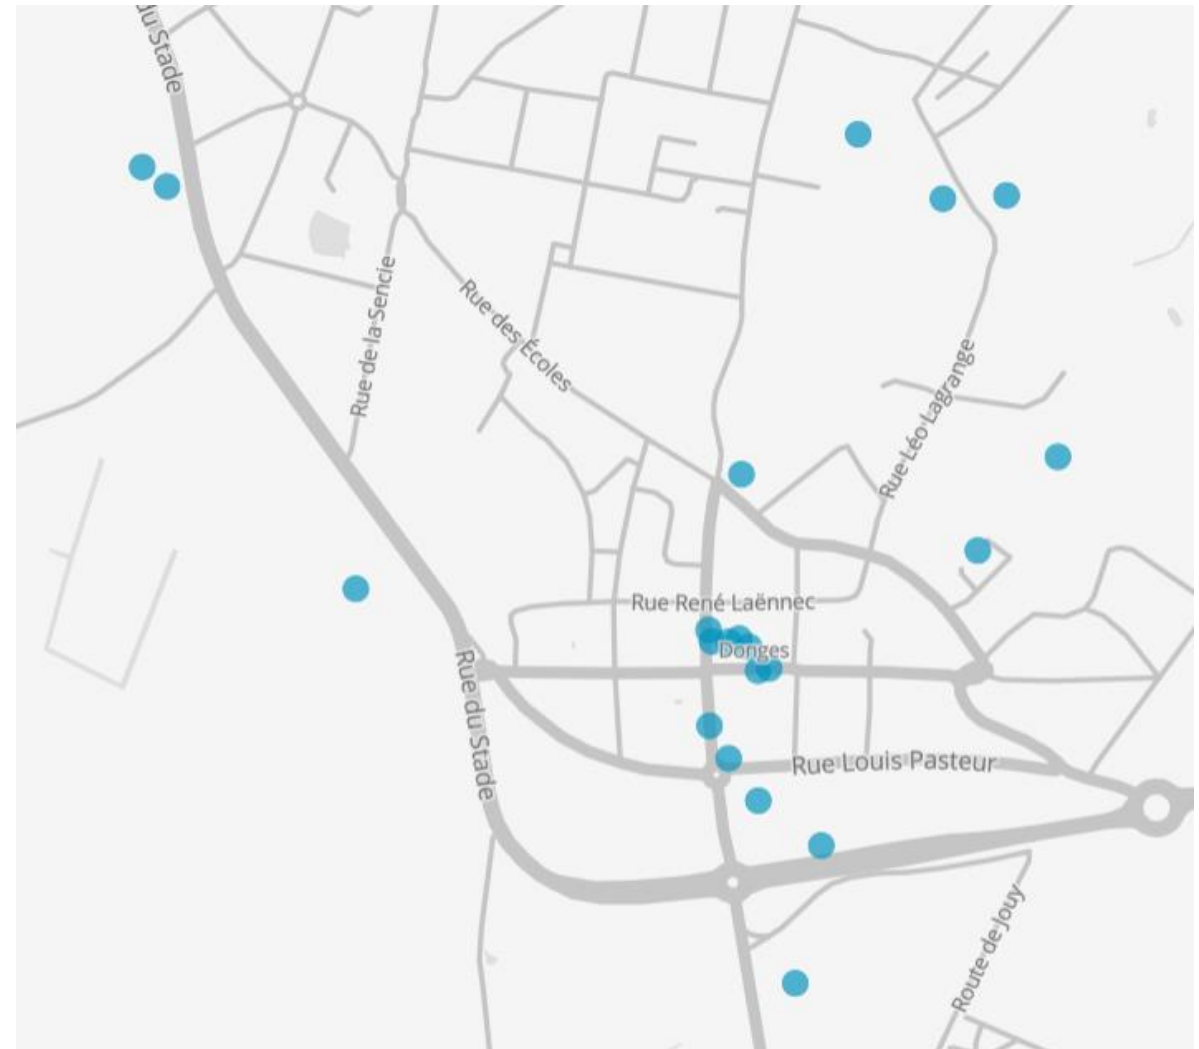 du Stade
Rue de la Sencie
Rue des Écoles
Rue Léo Lagrange
Rue René Laënnec
Donges
Rue du Stade
Rue Louis Pasteur
Route de Jouy